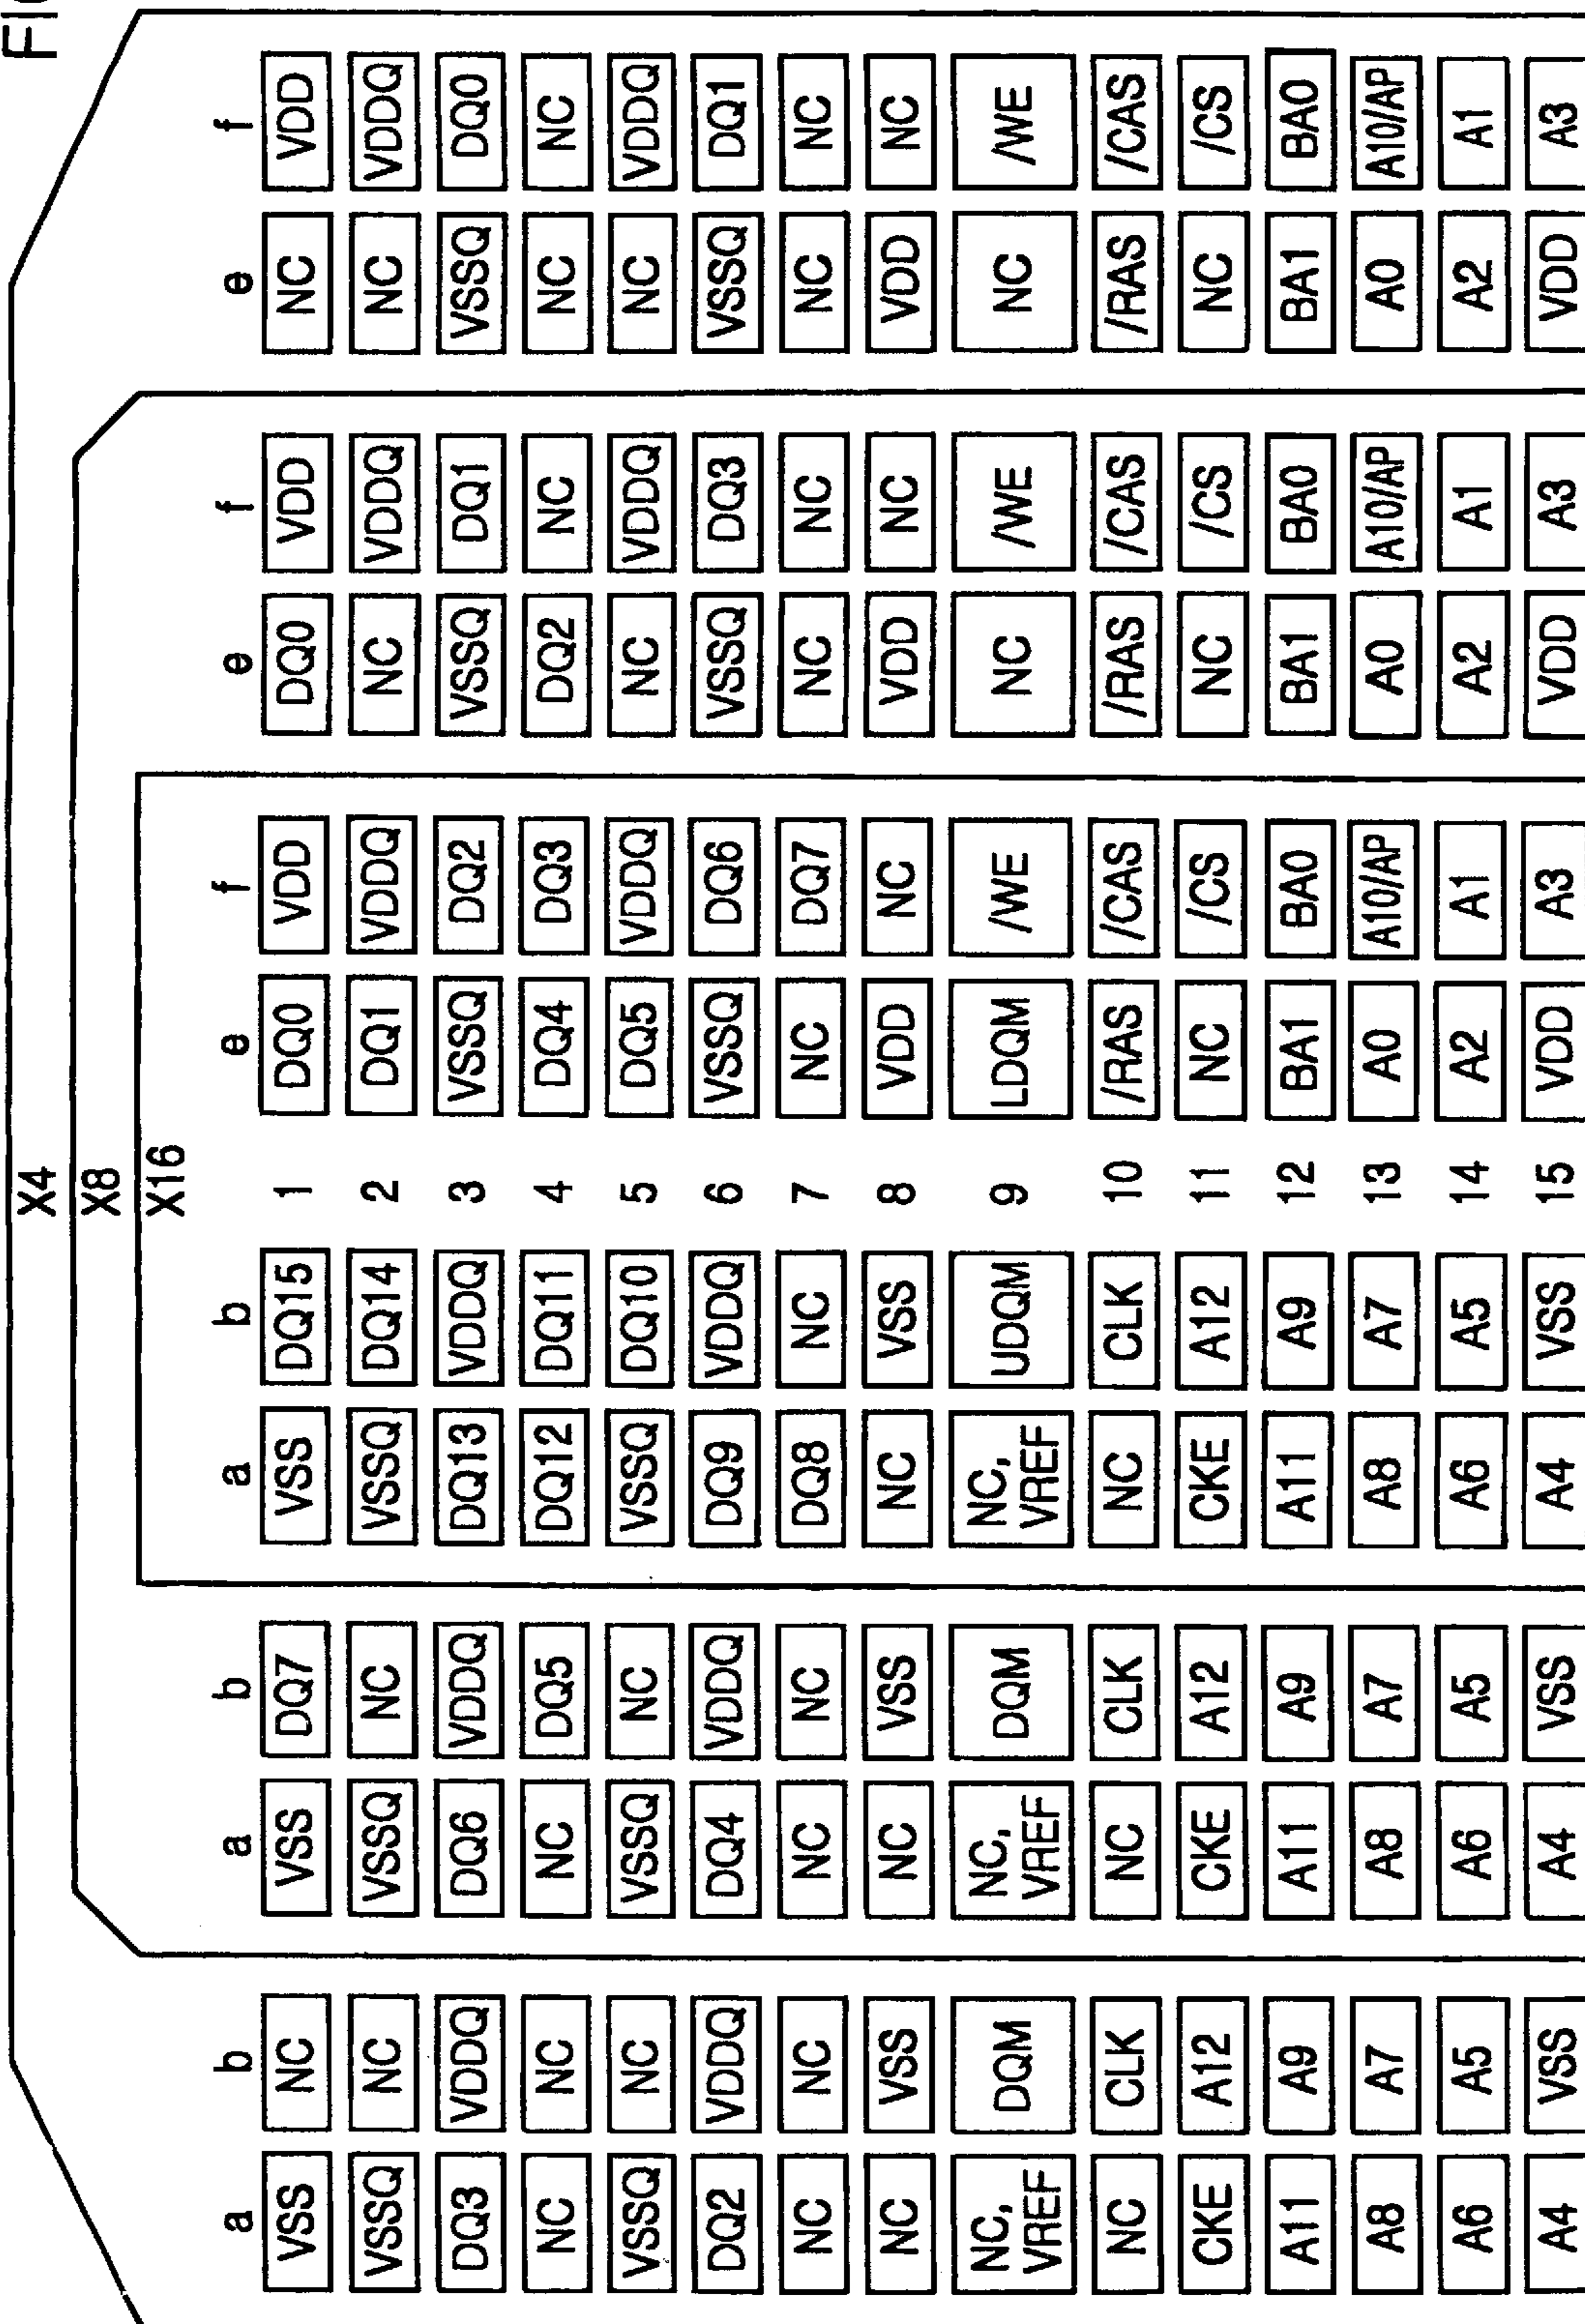 X4
X8
X16
a b a b a b e f e f e f
VSS NC VSS DQ7 VSS DQ15 1 DQ0 VDD DQ0 VDD NC VDD
VSSQ NC VSSQ NC VSSQ DQ14 2 DQ1 VDDQ NC VDDQ NC VDDQ
DQ3 VDDQ DQ6 VDDQ DQ13 VDDQ 3 VSSQ DQ2 VSSQ DQ1 VSSQ DQ0
NC NC NC DQ5 DQ12 DQ11 4 DQ4 DQ3 DQ2 NC NC NC
VSSQ NC VSSQ NC VSSQ DQ10 5 DQ5 VDDQ NC VDDQ NC VDDQ
DQ2 VDDQ DQ4 VDDQ DQ9 VDDQ 6 VSSQ DQ6 VSSQ DQ3 VSSQ DQ1
NC NC NC NC DQ8 NC 7 NC DQ7 NC NC NC NC
NC VSS NC VSS NC VSS 8 VDD NC VDD NC VDD NC
NC, VREF DQM NC, VREF DQM NC, VREF UDQM 9 LDQM /WE NC /WE NC /WE
NC CLK NC CLK NC CLK 10 /RAS /CAS /RAS /CAS /RAS /CAS
CKE A12 CKE A12 CKE A12 11 NC /CS NC /CS NC /CS
A11 A9 A11 A9 A11 A9 12 BA1 BA0 BA1 BA0 BA1 BA0
A8 A7 A8 A7 A8 A7 13 A0 A10/AP A0 A10/AP A0 A10/AP
A6 A5 A6 A5 A6 A5 14 A2 A1 A2 A1 A2 A1
A4 VSS A4 VSS A4 VSS 15 VDD A3 VDD A3 VDD A3